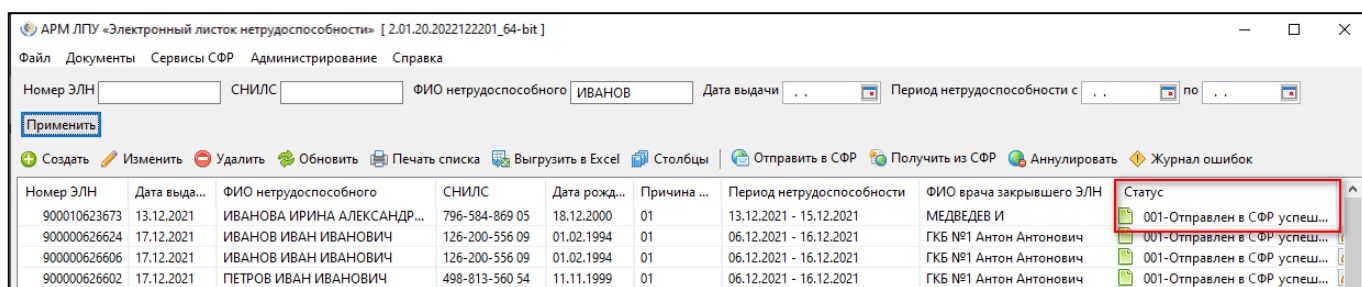 АРМ ЛПУ «Электронный листок нетрудоспособности» [ 2.01.20.2022122201_64-bit ]
Файл Документы Сервисы СФР Администрирование Справка
Номер ЭЛН СНИЛС ФИО нетрудоспособного ИВАНОВ Дата выдачи . . Период нетрудоспособности с . . по . .
Применить
Создать Изменить Удалить Обновить Печать списка Выгрузить в Excel Столбцы Отправить в СФР Получить из СФР Аннулировать Журнал ошибок
Номер ЭЛН Дата выда... ФИО нетрудоспособного СНИЛС Дата рожд... Причина ... Период нетрудоспособности ФИО врача закрывшего ЭЛН Статус
900010623673 13.12.2021 ИВАНОВА ИРИНА АЛЕКСАНДР... 796-584-869 05 18.12.2000 01 13.12.2021 - 15.12.2021 МЕДВЕДЕВ И 001-Отправлен в СФР успеш...
900000626624 17.12.2021 ИВАНОВ ИВАН ИВАНОВИЧ 126-200-556 09 01.02.1994 01 06.12.2021 - 16.12.2021 ГКБ №1 Антон Антонович 001-Отправлен в СФР успеш...
900000626606 17.12.2021 ИВАНОВ ИВАН ИВАНОВИЧ 126-200-556 09 01.02.1994 01 06.12.2021 - 16.12.2021 ГКБ №1 Антон Антонович 001-Отправлен в СФР успеш...
900000626602 17.12.2021 ПЕТРОВ ИВАН ИВАНОВИЧ 498-813-560 54 11.11.1999 01 06.12.2021 - 16.12.2021 ГКБ №1 Антон Антонович 001-Отправлен в СФР успеш...